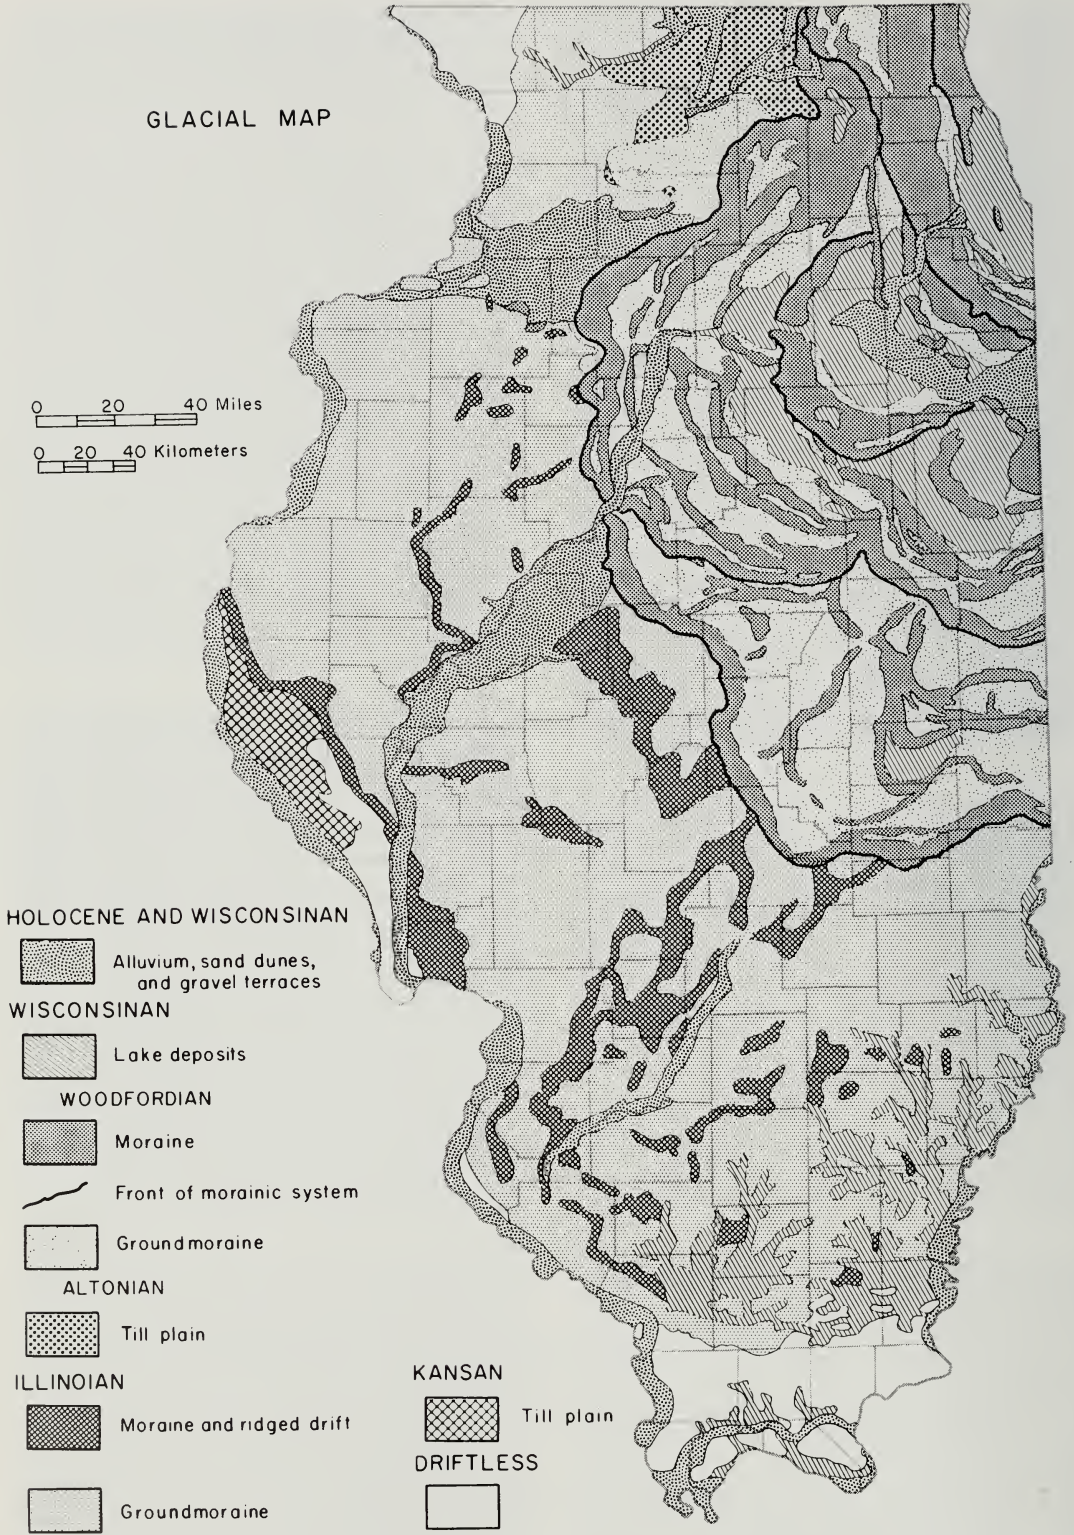 GLACIAL MAP
0 20 40 Miles
0 20 40 Kilometers
HOLOCENE AND WISCONSINAN
Alluvium, sand dunes,
and gravel terraces
WISCONSINAN
Lake deposits
WOODFORDIAN
Moraine
Front of morainic system
Groundmoraine
ALTONIAN
Till plain
ILLINOIAN
Moraine and ridged drift
Groundmoraine
KANSAN
Till plain
DRIFTLESS